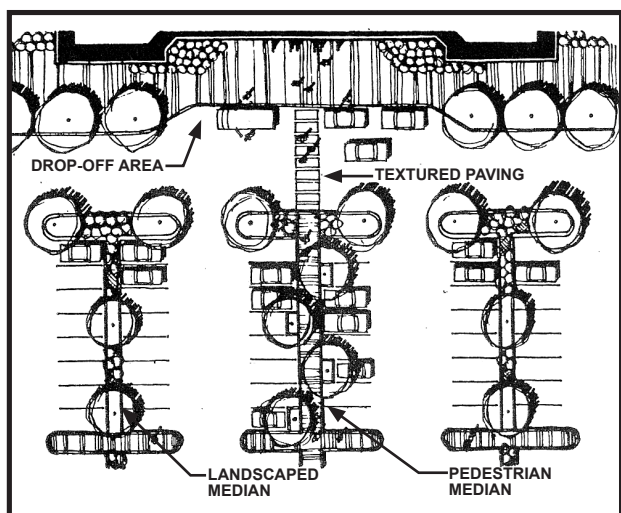 DROP-OFF AREA
TEXTURED PAVING
LANDSCAPED
MEDIAN
PEDESTRIAN
MEDIAN